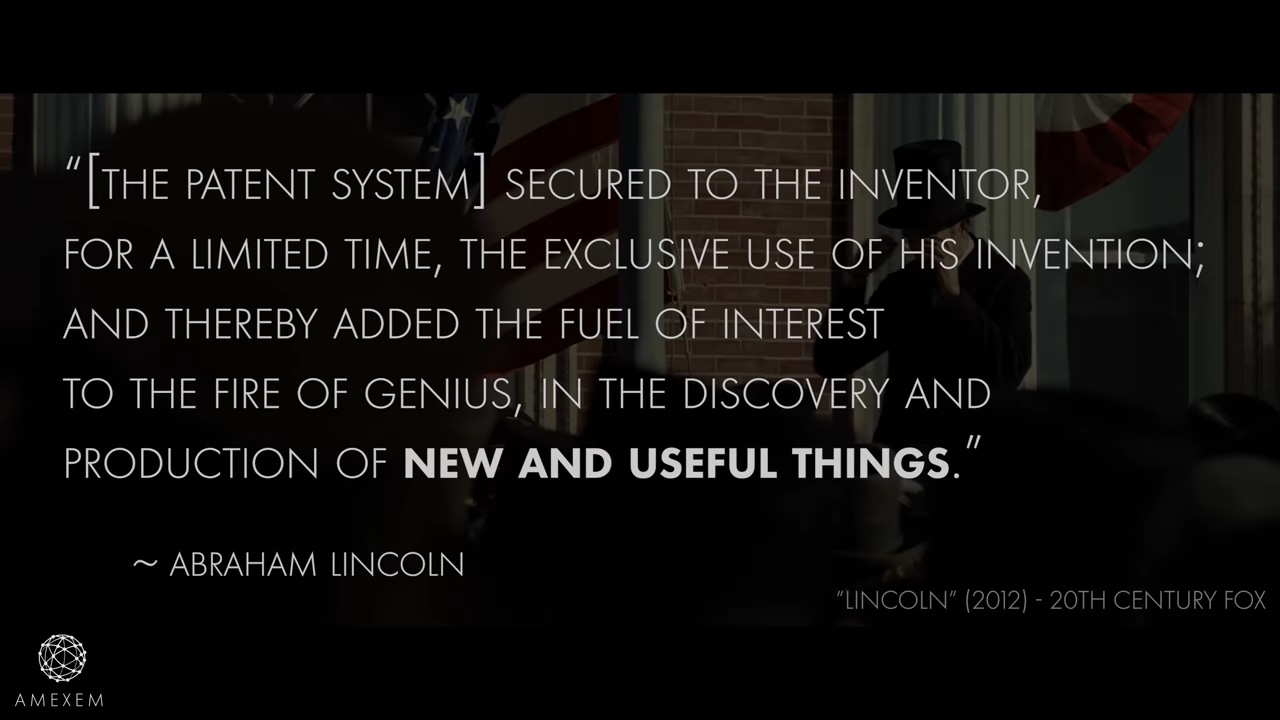 “[THE PATENT SYSTEM] SECURED TO THE INVENTOR,
FOR A LIMITED TIME, THE EXCLUSIVE USE OF HIS INVENTION;
AND THEREBY ADDED THE FUEL OF INTEREST
TO THE FIRE OF GENIUS, IN THE DISCOVERY AND
PRODUCTION OF NEW AND USEFUL THINGS.”
~ ABRAHAM LINCOLN
”LINCOLN” (2012) - 20TH CENTURY FOX
AMEXEM